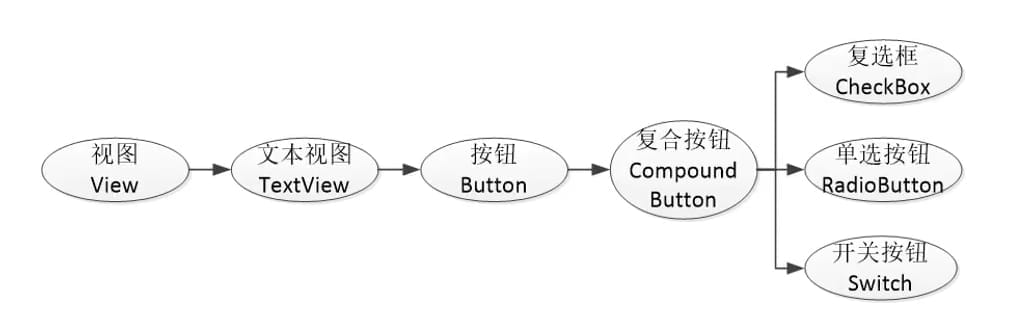 视图
View
文本视图
TextView
按钮
Button
复合按钮
Compound
Button
复选框
CheckBox
单选按钮
RadioButton
开关按钮
Switch